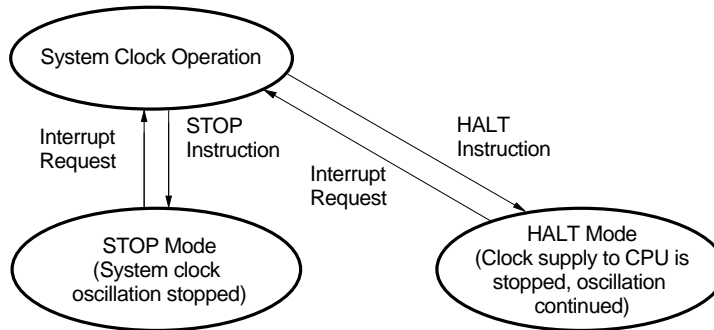 System Clock Operation
Interrupt
Request
STOP
Instruction
HALT
Instruction
Interrupt
Request
STOP Mode
(System clock
oscillation stopped)
HALT Mode
(Clock supply to CPU is
stopped, oscillation
continued)